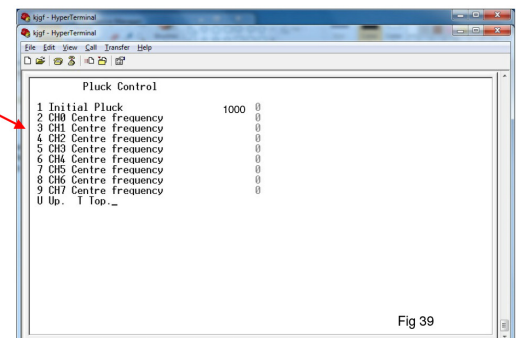 kjgf - HyperTerminal
kjgf - HyperTerminal
File Edit View Call Transfer Help
Pluck Control
1 Initial Pluck 1000 0
2 CH0 Centre frequency 0
3 CH1 Centre frequency 0
4 CH2 Centre frequency 0
5 CH3 Centre frequency 0
6 CH4 Centre frequency 0
7 CH5 Centre frequency 0
8 CH6 Centre frequency 0
9 CH7 Centre frequency 0
U Up. T Top._
Fig 39